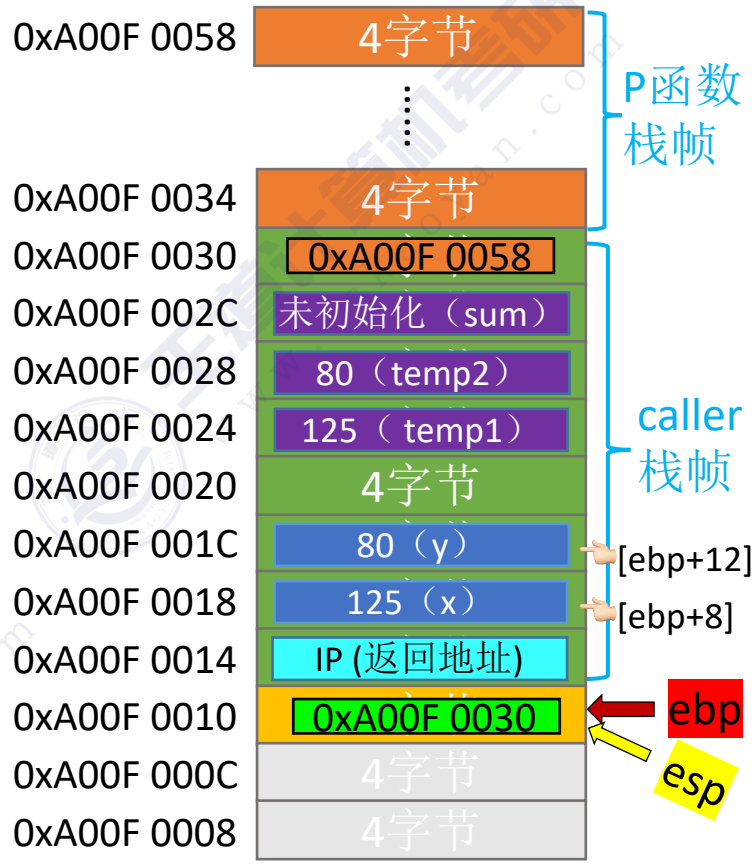 0xA00F 0058 4字节
......
P函数
栈帧
0xA00F 0034 4字节
0xA00F 0030 0xA00F 0058
0xA00F 002C 未初始化（sum）
0xA00F 0028 80（temp2）
0xA00F 0024 125（ temp1）
caller
栈帧
0xA00F 0020 4字节
0xA00F 001C 80（y） [ebp+12]
0xA00F 0018 125（x） [ebp+8]
0xA00F 0014 IP (返回地址)
0xA00F 0010 0xA00F 0030 ebp
esp
0xA00F 000C 4字节
0xA00F 0008 4字节